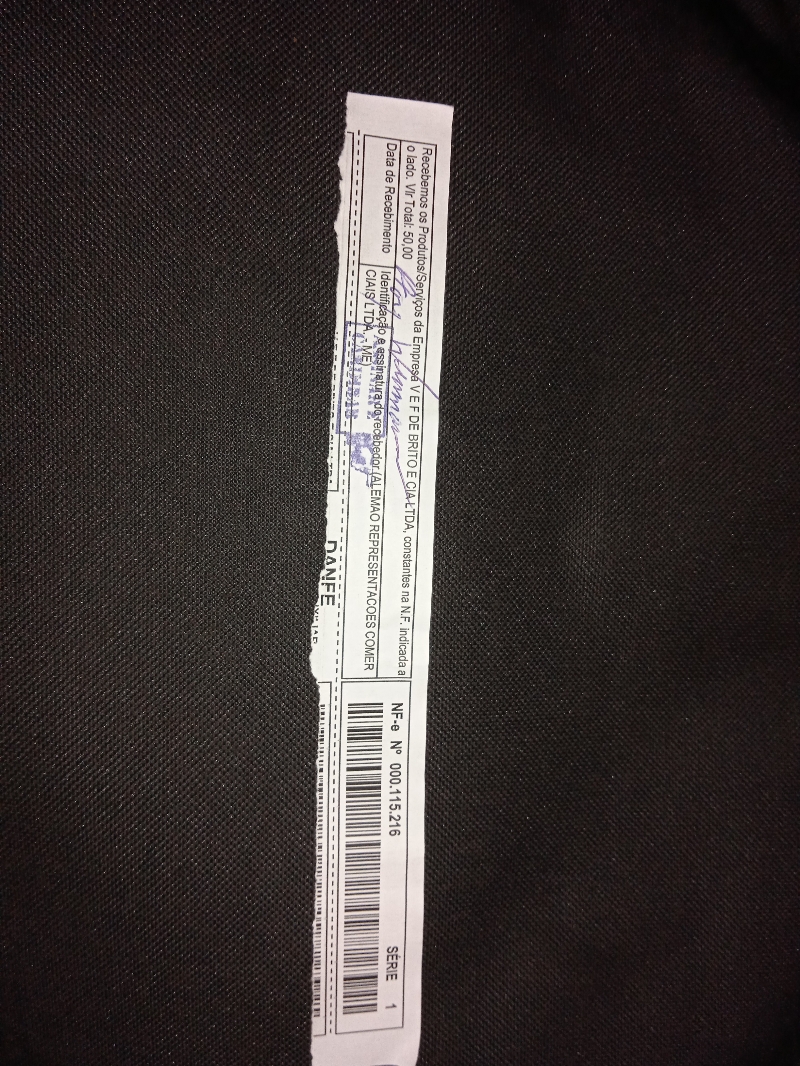 Recebemos os Produtos/Serviços da Empresa V E F DE BRITO E CIA LTDA, constantes na N.F. indicada a
o lado. Vlr Total: 50,00
Data de Recebimento
Identificação e assinatura do recebedor (ALEMAO REPRESENTACOES COMER
CIAIS LTDA. - ME)
NF-e Nº 000.115.216
SÉRIE 1
DANFE